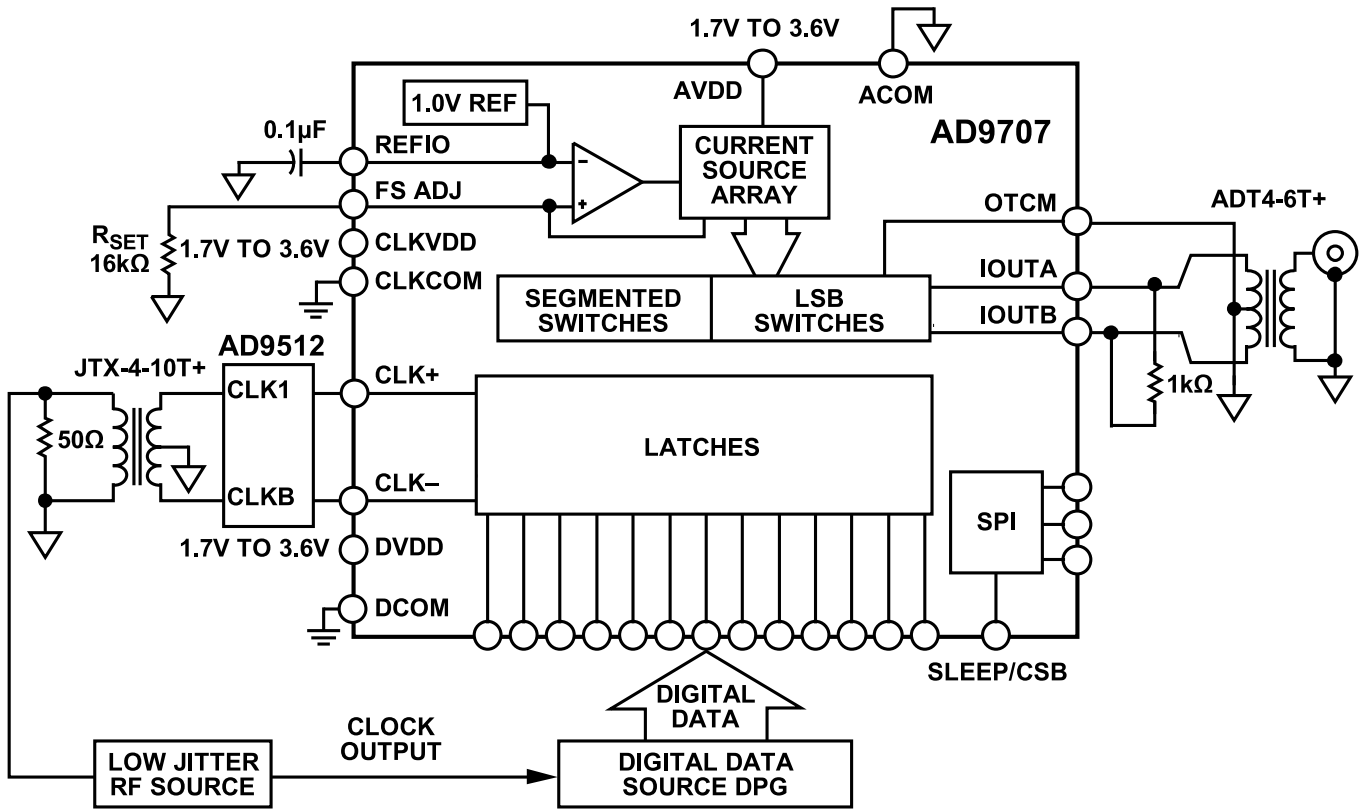 1.7V TO 3.6V
AVDD
ACOM
AD9707
1.0V REF
0.1µF
REFIO
FS ADJ
CURRENT
SOURCE
ARRAY
–
+
RSET
16kΩ
1.7V TO 3.6V
CLKVDD
CLKCOM
OTCM
ADT4-6T+
IOUTA
IOUTB
SEGMENTED
SWITCHES
LSB
SWITCHES
1kΩ
AD9512
JTX-4-10T+
CLK1
CLK+
50Ω
LATCHES
CLKB
CLK–
SPI
1.7V TO 3.6V
DVDD
DCOM
SLEEP/CSB
DIGITAL
DATA
CLOCK
OUTPUT
LOW JITTER
RF SOURCE
DIGITAL DATA
SOURCE DPG